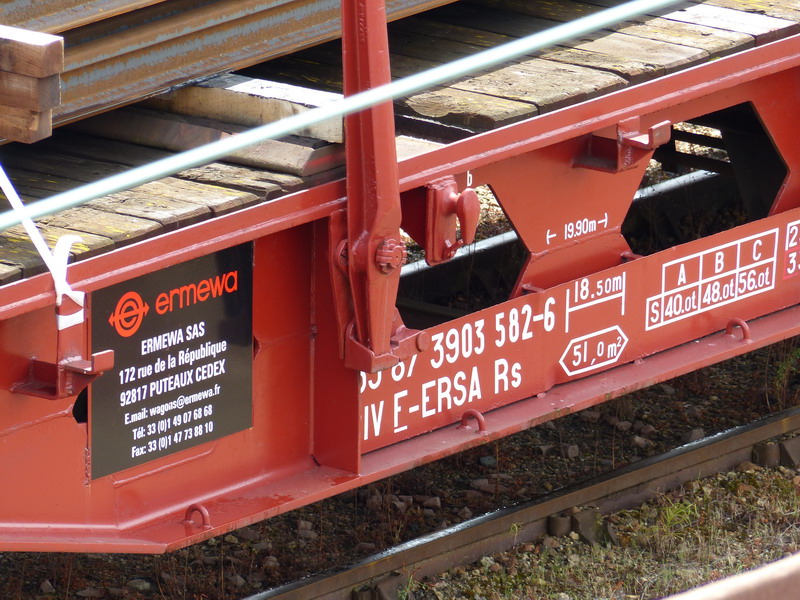 ermewa
ERMEWA SAS
172 rue de la République
92817 PUTEAUX CEDEX
E.mail: wagons@ermewa.fr
Tél: 33 (0)1 49 07 68 68
Fax: 33 (0)1 47 73 88 10
b
19.90m
87 3903 582-6
IV F-ERSA Rs
18.50m
51,0m²
A B C
S 40.0t 48.0t 56.0t